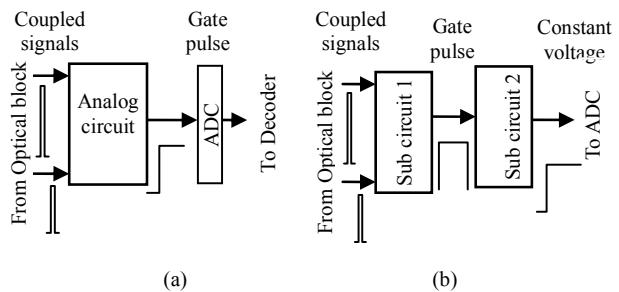 Coupled
signals
Gate
pulse
From Optical block
Analog
circuit
ADC
To Decoder
(a)
Coupled
signals
Gate
pulse
Constant
voltage
From Optical block
Sub circuit 1
Sub circuit 2
To ADC
(b)